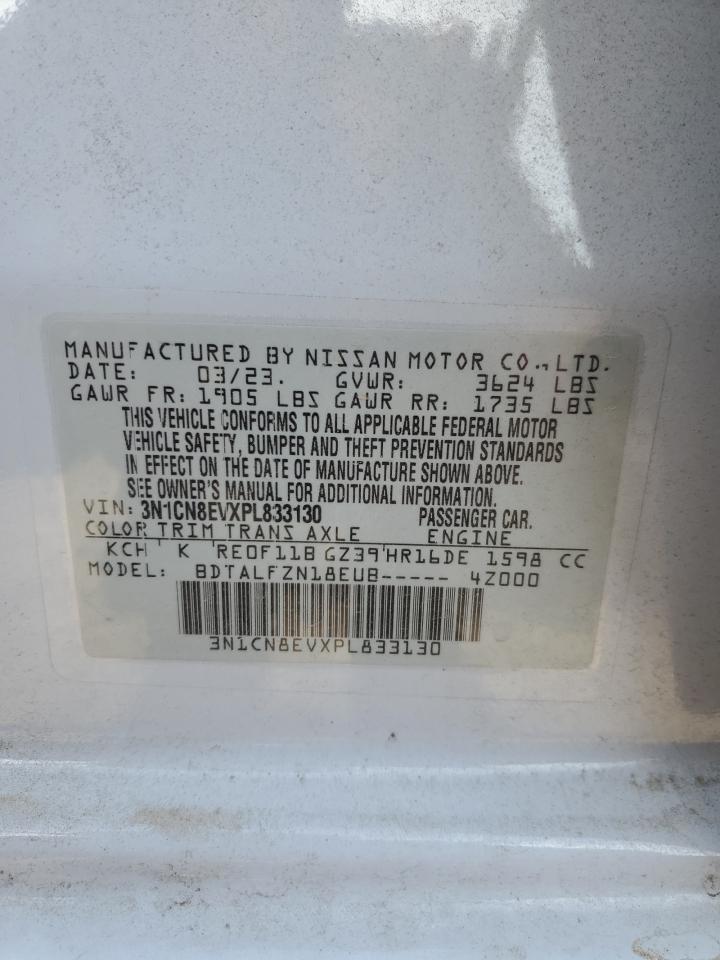 MANUFACTURED BY NISSAN MOTOR CO., LTD.
DATE: 03/23. GVWR: 3624 LBS
GAWR FR: 1905 LBS GAWR RR: 1735 LBS
THIS VEHICLE CONFORMS TO ALL APPLICABLE FEDERAL MOTOR
VEHICLE SAFETY, BUMPER AND THEFT PREVENTION STANDARDS
IN EFFECT ON THE DATE OF MANUFACTURE SHOWN ABOVE.
SEE OWNER'S MANUAL FOR ADDITIONAL INFORMATION.
VIN: 3N1CN8EVXPL833130 PASSENGER CAR.
COLOR TRIM TRANS AXLE ENGINE
KCH K RE0F11B GZ39 HR16DE 1598 CC
MODEL: BDTALFZN18EUB----- 4Z000
3N1CN8EVXPL833130